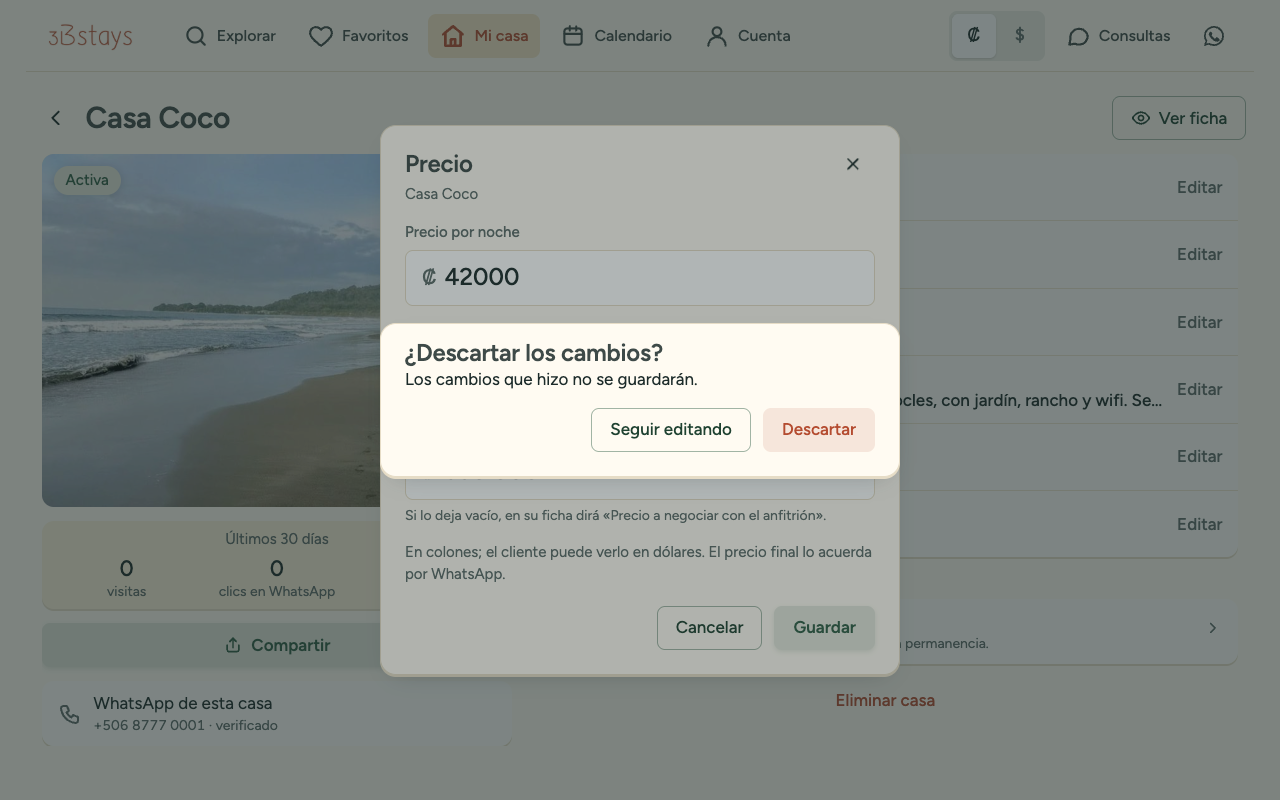 3Bstays
Explorar
Favoritos
Mi casa
Calendario
Cuenta
₡
$
Consultas
Casa Coco
Ver ficha
Activa
Precio
Casa Coco
Precio por noche
₡ 42000
¿Descartar los cambios?
Los cambios que hizo no se guardarán.
Seguir editando
Descartar
Si lo deja vacío, en su ficha dirá «Precio a negociar con el anfitrión».
En colones; el cliente puede verlo en dólares. El precio final lo acuerda
por WhatsApp.
Cancelar
Guardar
Editar
Editar
Editar
Editar
con jardín, rancho y wifi. Se...
Editar
Editar
Últimos 30 días
0
visitas
0
clics en WhatsApp
Compartir
WhatsApp de esta casa
+506 8777 0001 · verificado
permanencia.
Eliminar casa